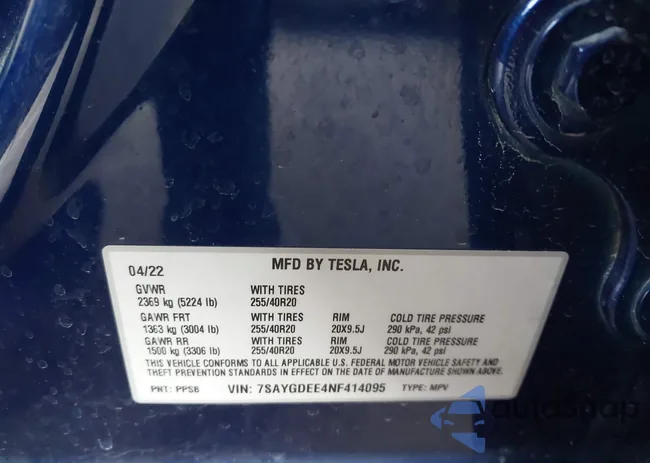 04/22 MFD BY TESLA, INC.
GVWR WITH TIRES
2369 kg (5224 lb) 255/40R20
GAWR FRT WITH TIRES RIM COLD TIRE PRESSURE
1363 kg (3004 lb) 255/40R20 20X9.5J 290 kPa, 42 psi
GAWR RR WITH TIRES RIM COLD TIRE PRESSURE
1500 kg (3306 lb) 255/40R20 20X9.5J 290 kPa, 42 psi
THIS VEHICLE CONFORMS TO ALL APPLICABLE U.S. FEDERAL MOTOR VEHICLE SAFETY AND
THEFT PREVENTION STANDARDS IN EFFECT ON THE DATE OF MANUFACTURE SHOWN ABOVE.
PNT: PPSB VIN: 7SAYGDEE4NF414095 TYPE: MPV
autosnap